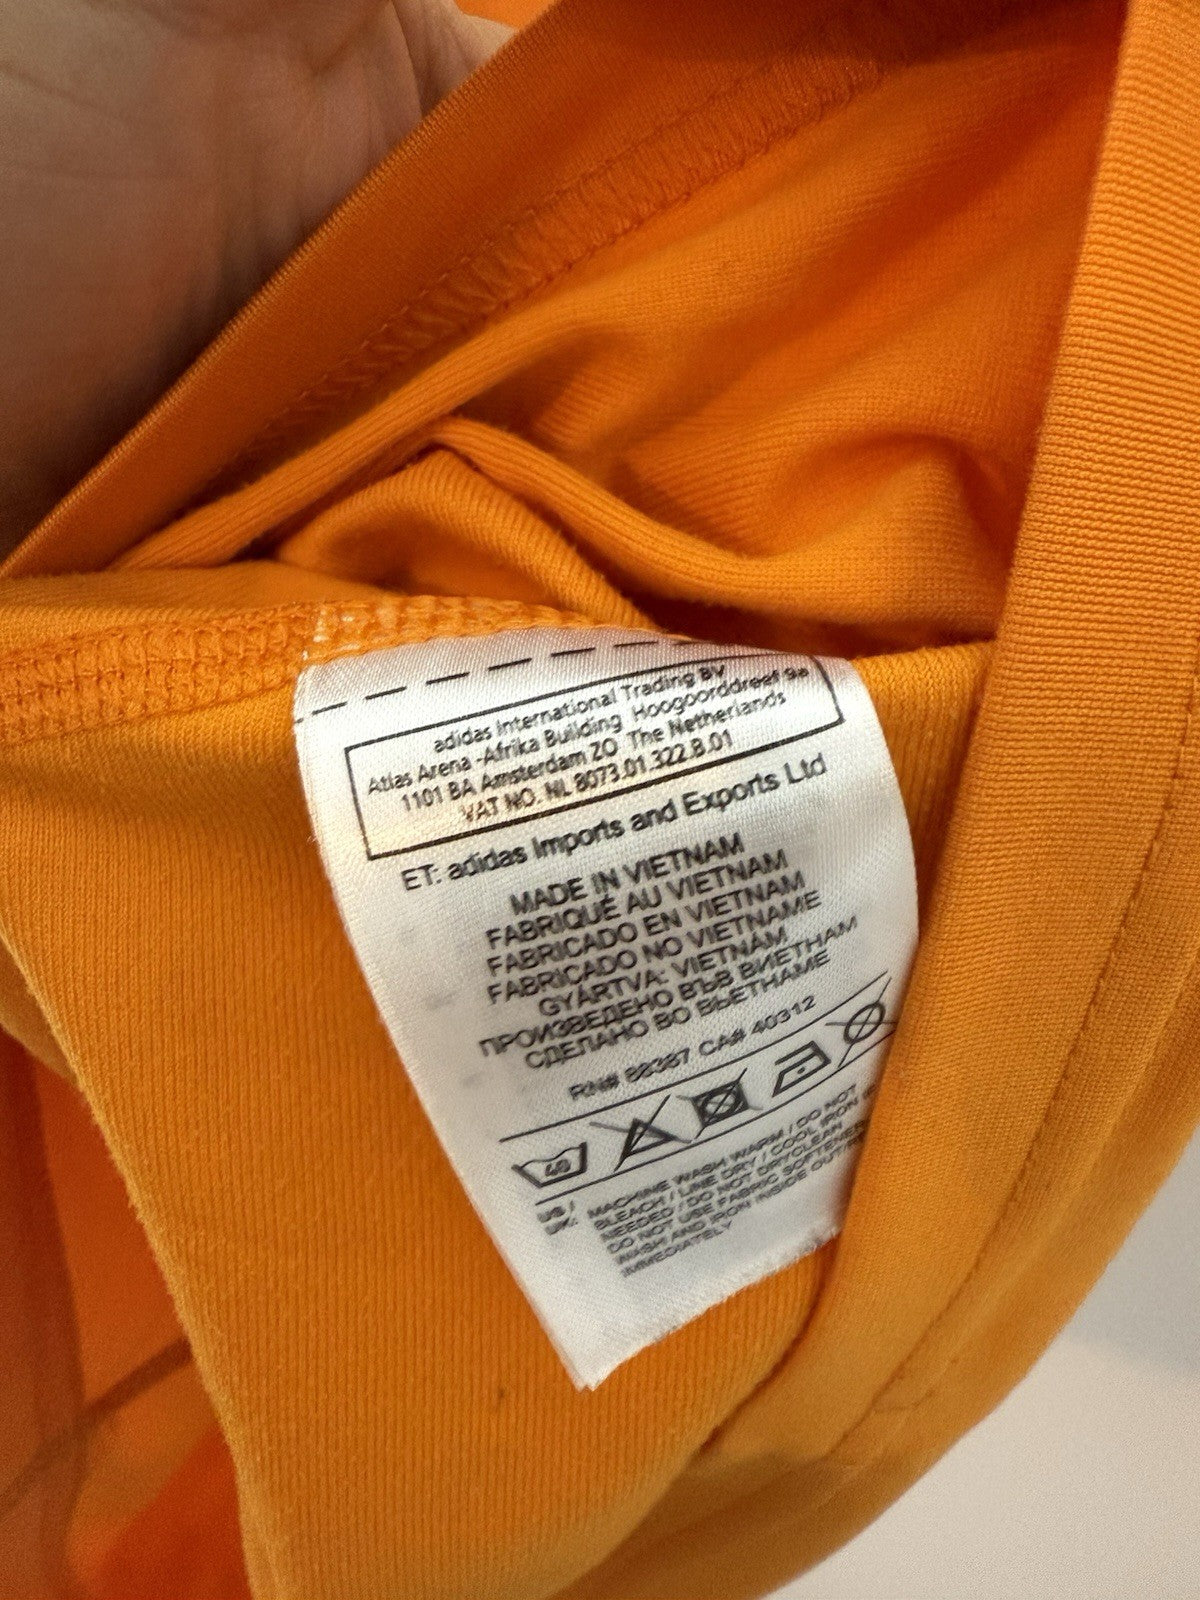 adidas International Trading BV
Atlas Arena -Afrika Building Hoogoorddreef 9a
1101 BA Amsterdam ZO The Netherlands
VAT NO. NL 8073.01.322.B.01
ET: adidas Imports and Exports Ltd
MADE IN VIETNAM
FABRIQUÉ AU VIETNAM
FABRICADO EN VIETNAM
FABRICADO NO VIETNAME
GYÁRTVA: VIETNÁM
ПРОИЗВЕДЕНО ВЪВ ВИЕТНАМ
СДЕЛАНО ВО ВЬЕТНАМЕ
RN# 88387 CA# 40312
40
US / UK: MACHINE WASH WARM / DO NOT
BLEACH / LINE DRY / COOL IRON IF
NEEDED / DO NOT DRYCLEAN
DO NOT USE FABRIC SOFTENER
WASH AND IRON INSIDE OUT
IMMEDIATELY